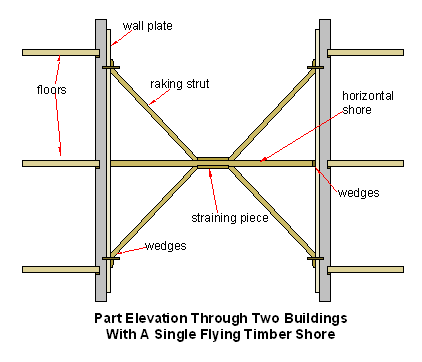 wall plate
raking strut
floors
horizontal
shore
wedges
straining piece
wedges
Part Elevation Through Two Buildings
With A Single Flying Timber Shore